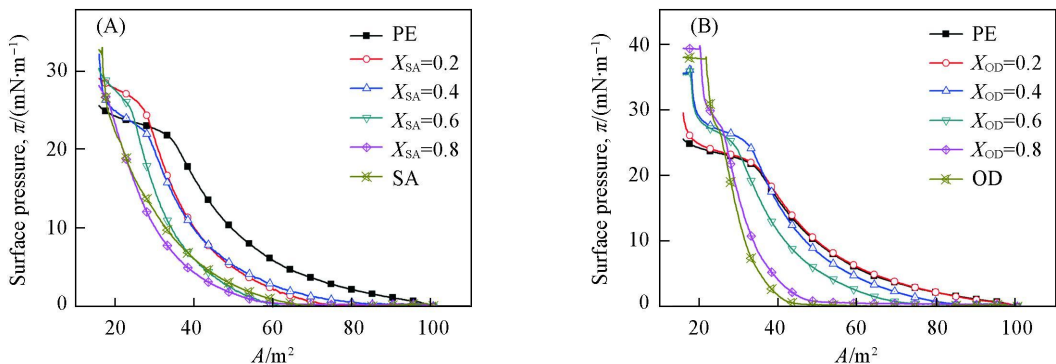 (A)
PE
X_SA=0.2
X_SA=0.4
X_SA=0.6
X_SA=0.8
SA
30
20
10
0
20 40 60 80 100
A/m²
Surface pressure, π/(mN·m⁻¹)
(B)
PE
X_OD=0.2
X_OD=0.4
X_OD=0.6
X_OD=0.8
OD
40
30
20
10
0
20 40 60 80 100
A/m²
Surface pressure, π/(mN·m⁻¹)